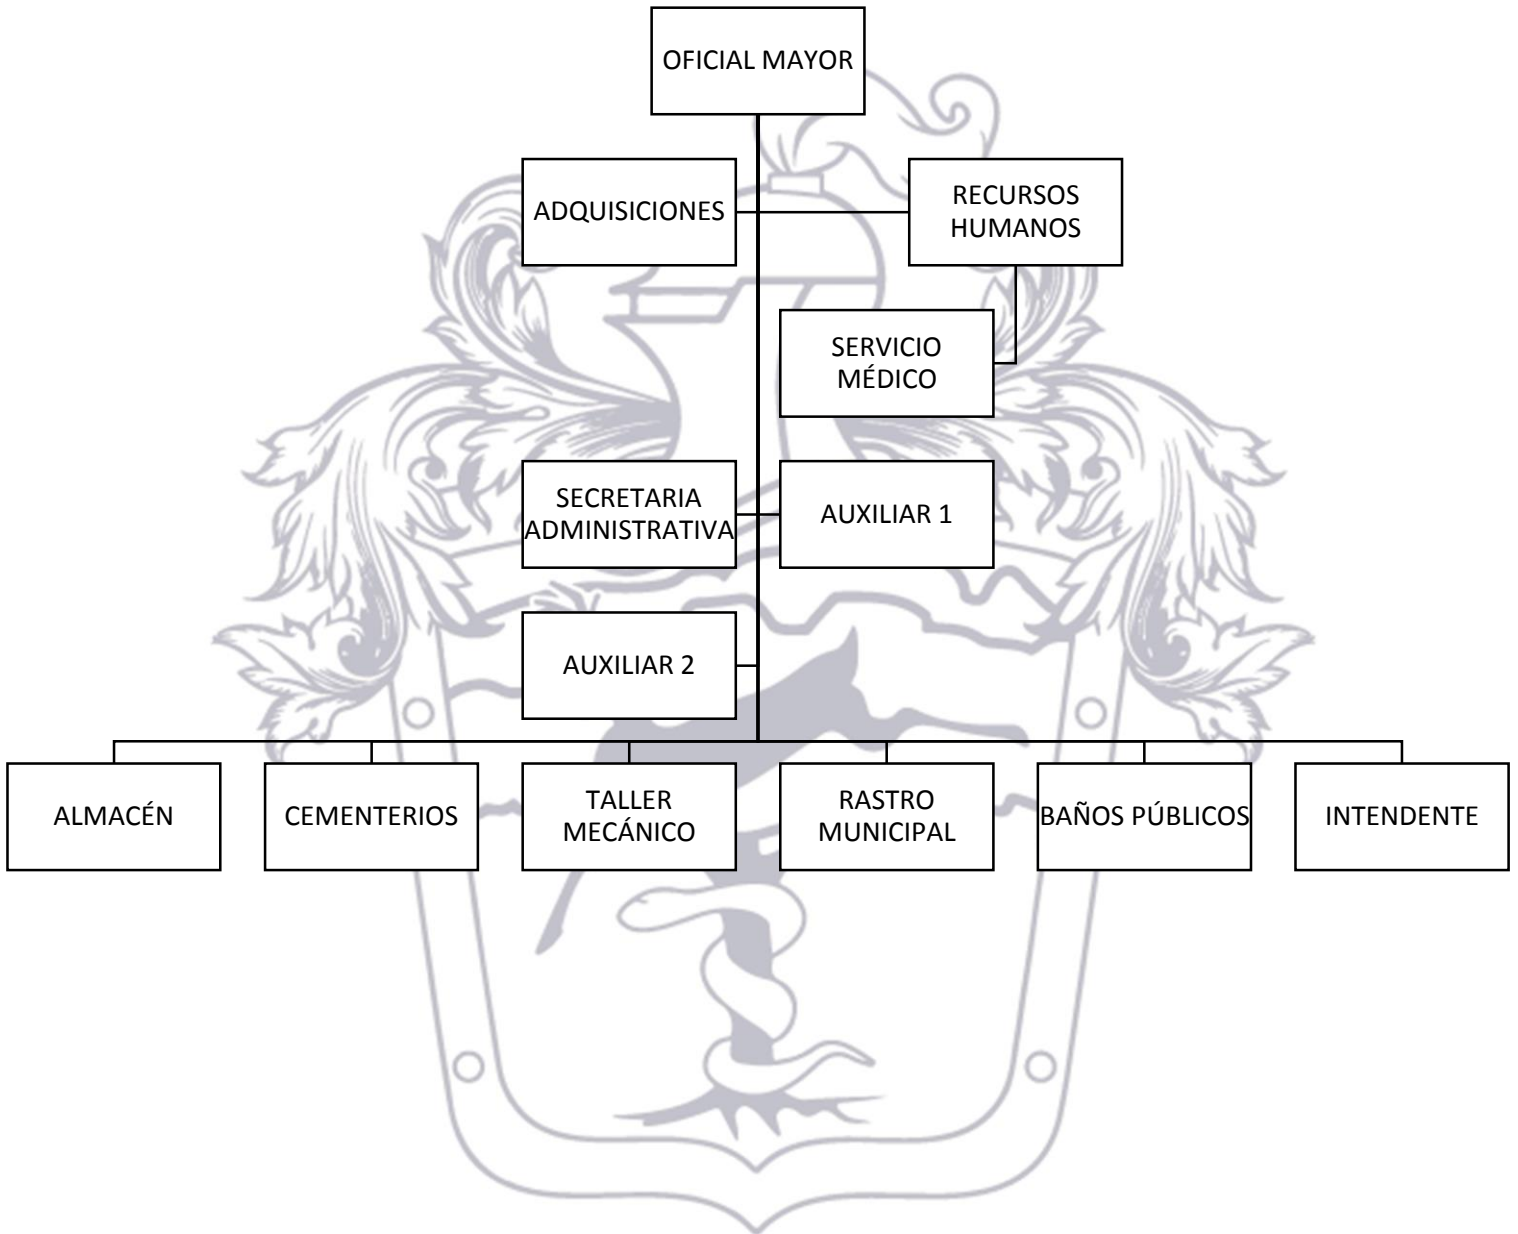 OFICIAL MAYOR
ADQUISICIONES
RECURSOS
HUMANOS
SERVICIO
MÉDICO
SECRETARIA
ADMINISTRATIVA
AUXILIAR 1
AUXILIAR 2
ALMACÉN
CEMENTERIOS
TALLER
MECÁNICO
RASTRO
MUNICIPAL
BAÑOS PÚBLICOS
INTENDENTE